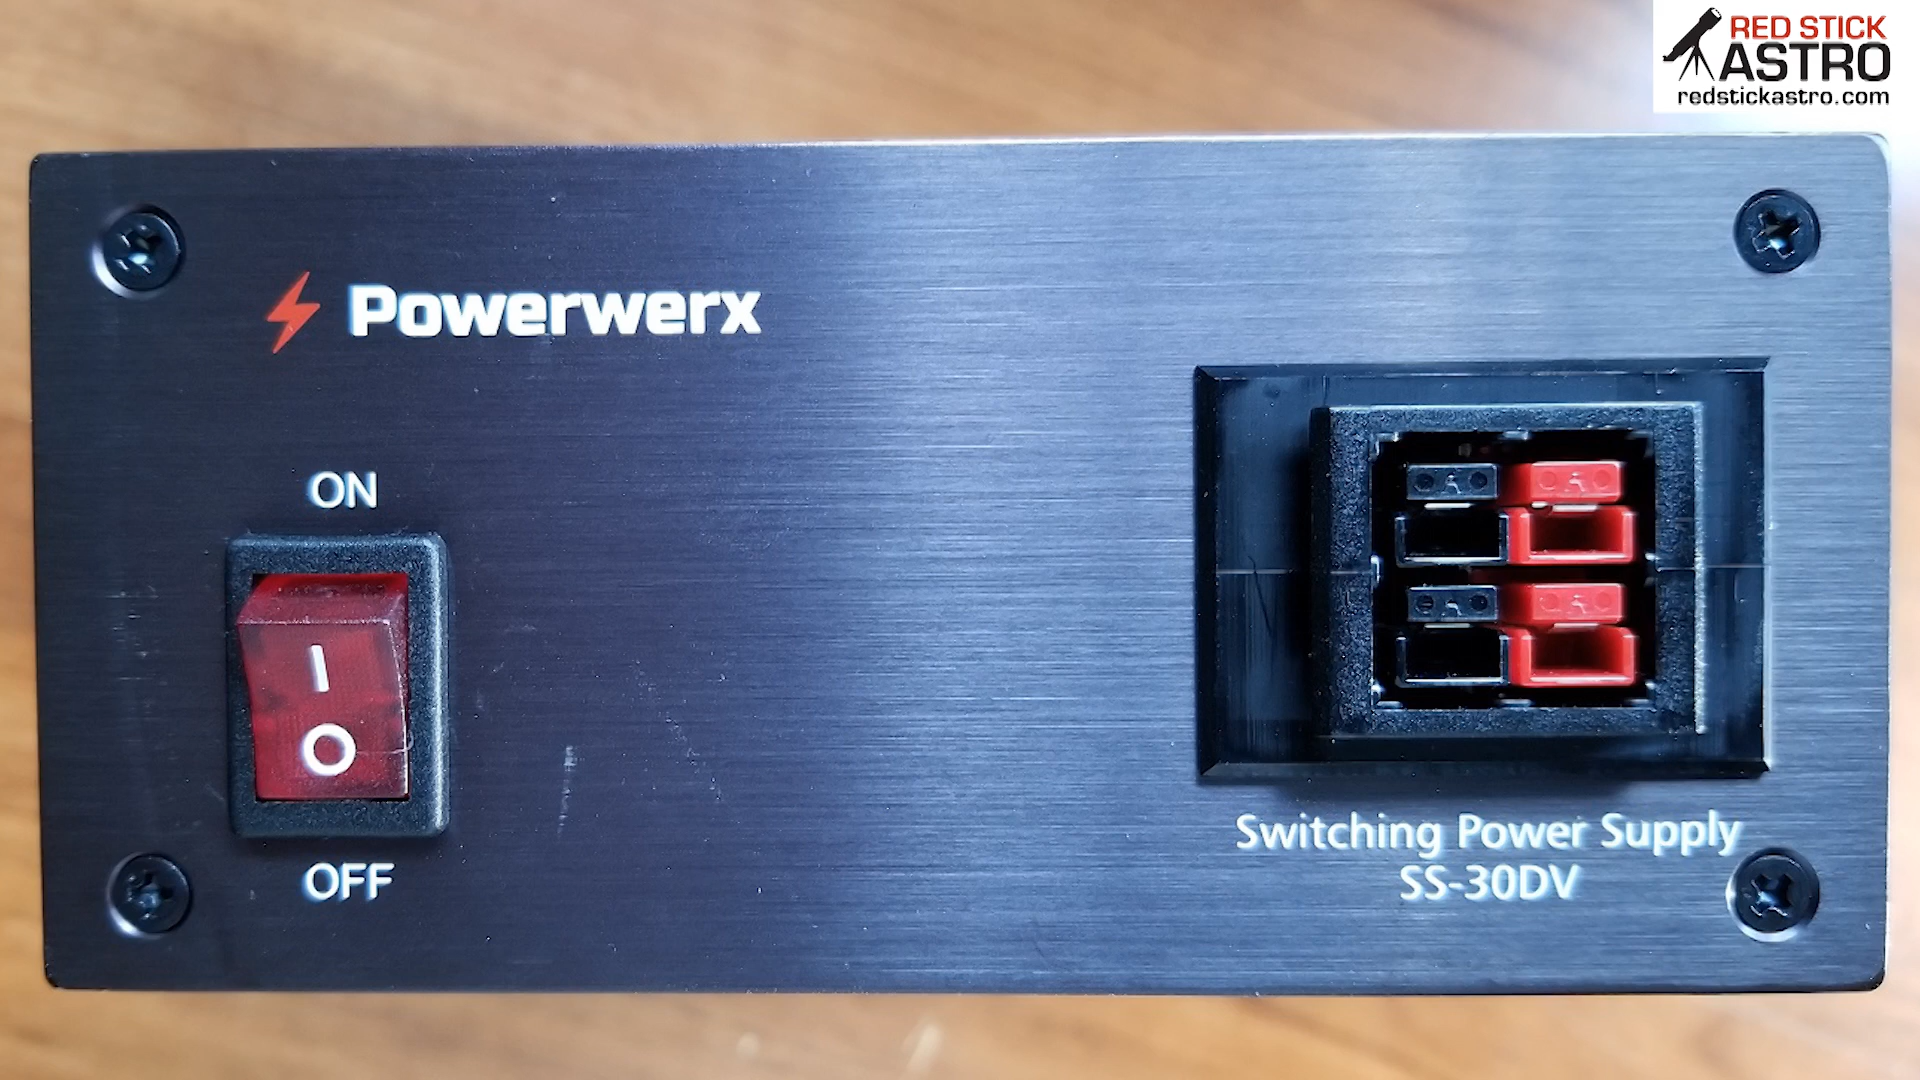 RED STICK
ASTRO
redstickastro.com
Powerwerx
ON
I
O
OFF
Switching Power Supply
SS-30DV